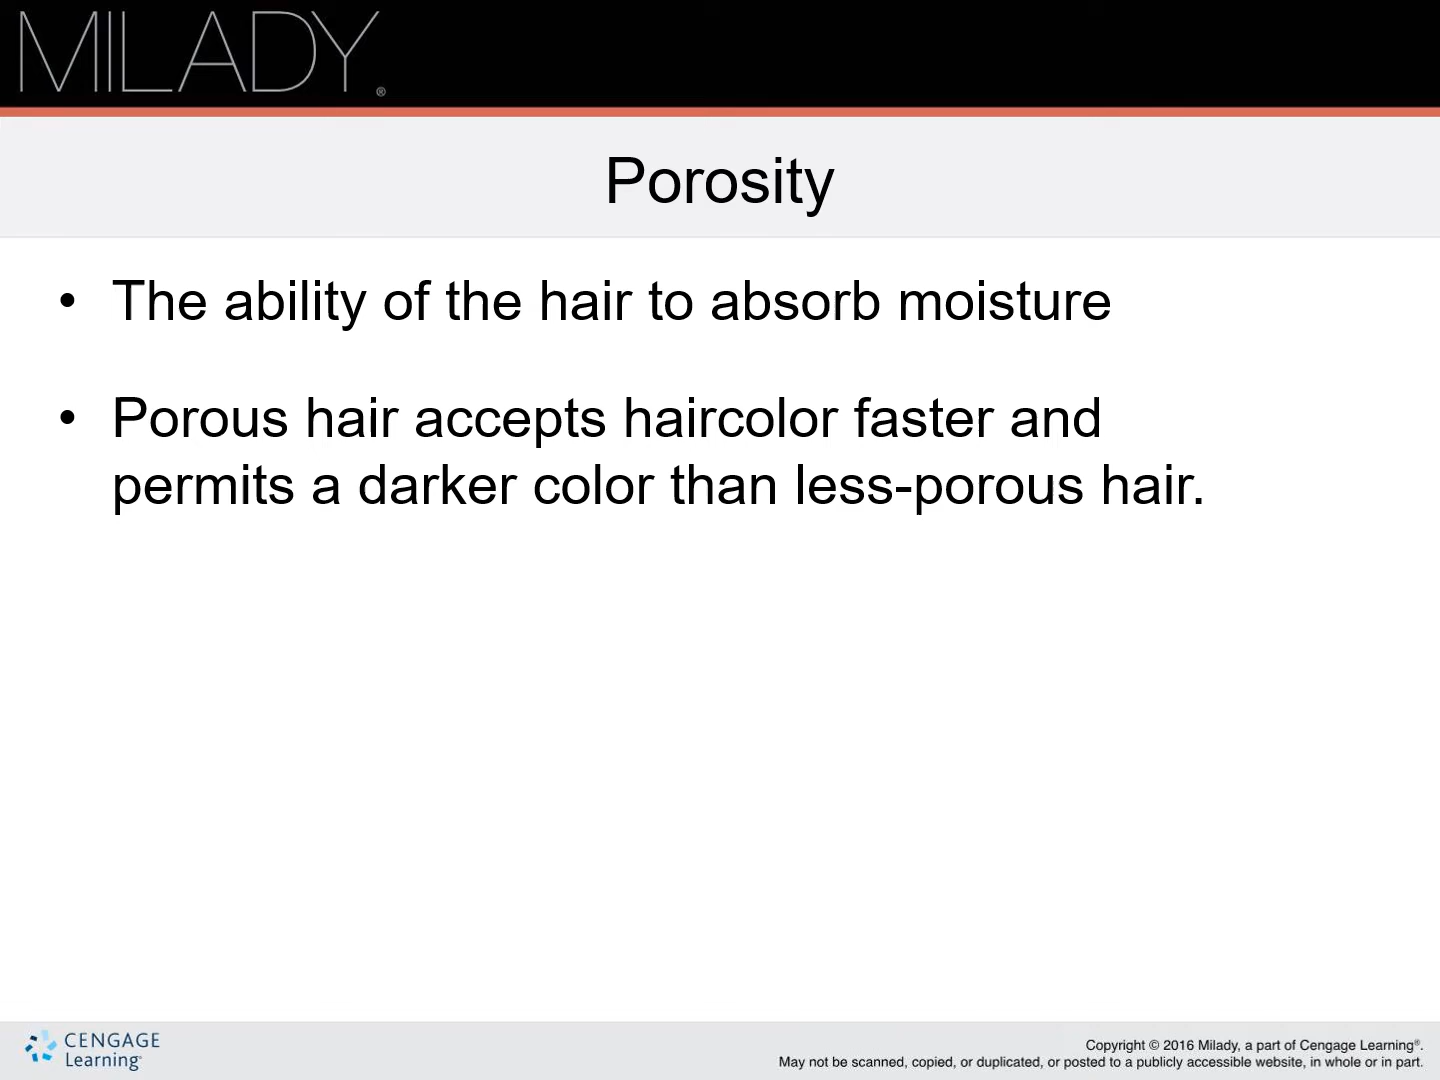 MILADY®
Porosity
• The ability of the hair to absorb moisture
• Porous hair accepts haircolor faster and
permits a darker color than less-porous hair.
CENGAGE
Learning®
Copyright © 2016 Milady, a part of Cengage Learning®.
May not be scanned, copied, or duplicated, or posted to a publicly accessible website, in whole or in part.